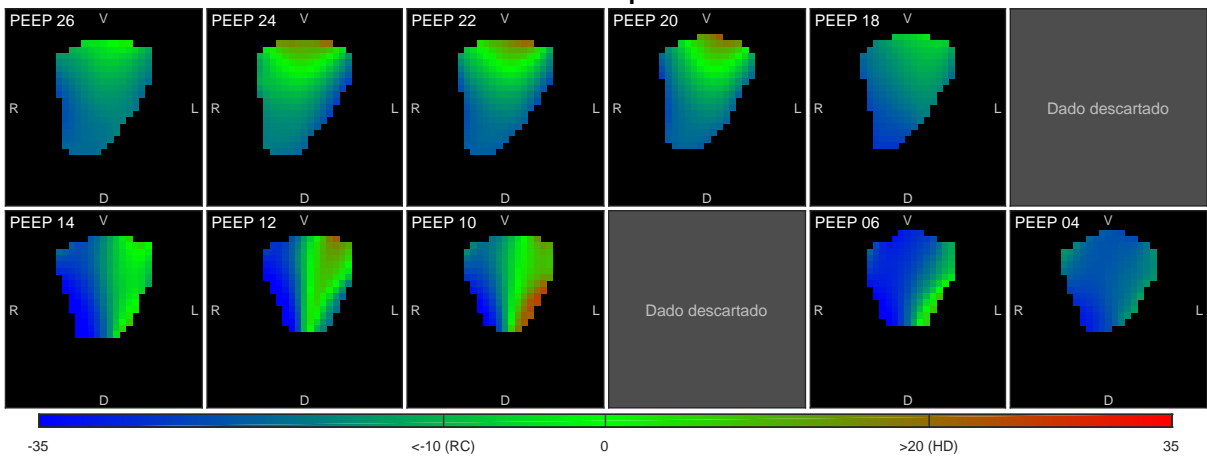 PEEP 26 V R D
PEEP 24 V R L D
PEEP 22 V R L D
PEEP 20 V R L D
PEEP 18 V R L D
Dado descartado
PEEP 14 V R L D
PEEP 12 V R L D
PEEP 10 V R L D
Dado descartado
PEEP 06 V R L D
PEEP 04 V R L D
-35 <-10 (RC) 0 >20 (HD) 35